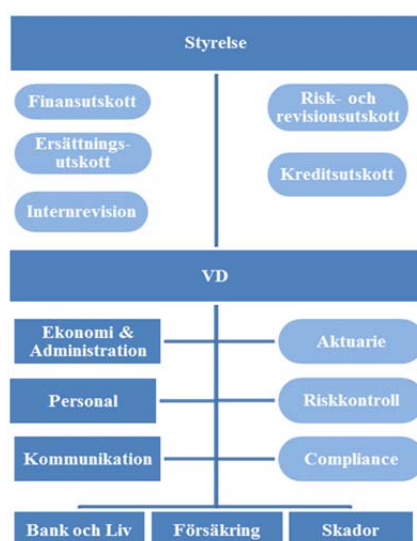 Styrelse
Finansutskott
Risk- och
revisionsutskott
Ersättnings-
utskott
Kreditsutskott
Internrevision
VD
Ekonomi &
Administration
Aktuarie
Personal
Riskkontroll
Kommunikation
Compliance
Bank och Liv
Försäkring
Skador